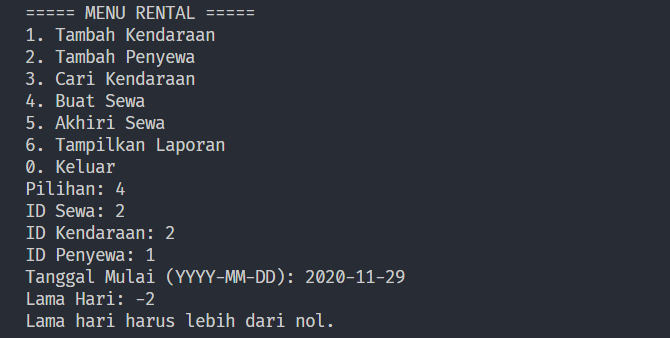 ===== MENU RENTAL =====
1. Tambah Kendaraan
2. Tambah Penyewa
3. Cari Kendaraan
4. Buat Sewa
5. Akhiri Sewa
6. Tampilkan Laporan
0. Keluar
Pilihan: 4
ID Sewa: 2
ID Kendaraan: 2
ID Penyewa: 1
Tanggal Mulai (YYYY-MM-DD): 2020-11-29
Lama Hari: -2
Lama hari harus lebih dari nol.